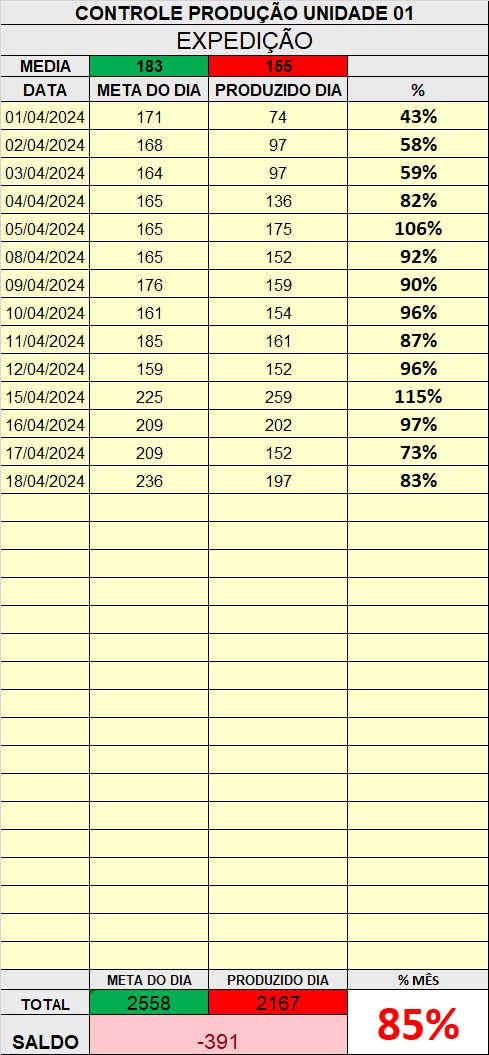 CONTROLE PRODUÇÃO UNIDADE 01
EXPEDIÇÃO
MEDIA 183 155
DATA META DO DIA PRODUZIDO DIA %
01/04/2024 171 74 43%
02/04/2024 168 97 58%
03/04/2024 164 97 59%
04/04/2024 165 136 82%
05/04/2024 165 175 106%
08/04/2024 165 152 92%
09/04/2024 176 159 90%
10/04/2024 161 154 96%
11/04/2024 185 161 87%
12/04/2024 159 152 96%
15/04/2024 225 259 115%
16/04/2024 209 202 97%
17/04/2024 209 152 73%
18/04/2024 236 197 83%
META DO DIA PRODUZIDO DIA % MÊS
TOTAL 2558 2167 85%
SALDO -391